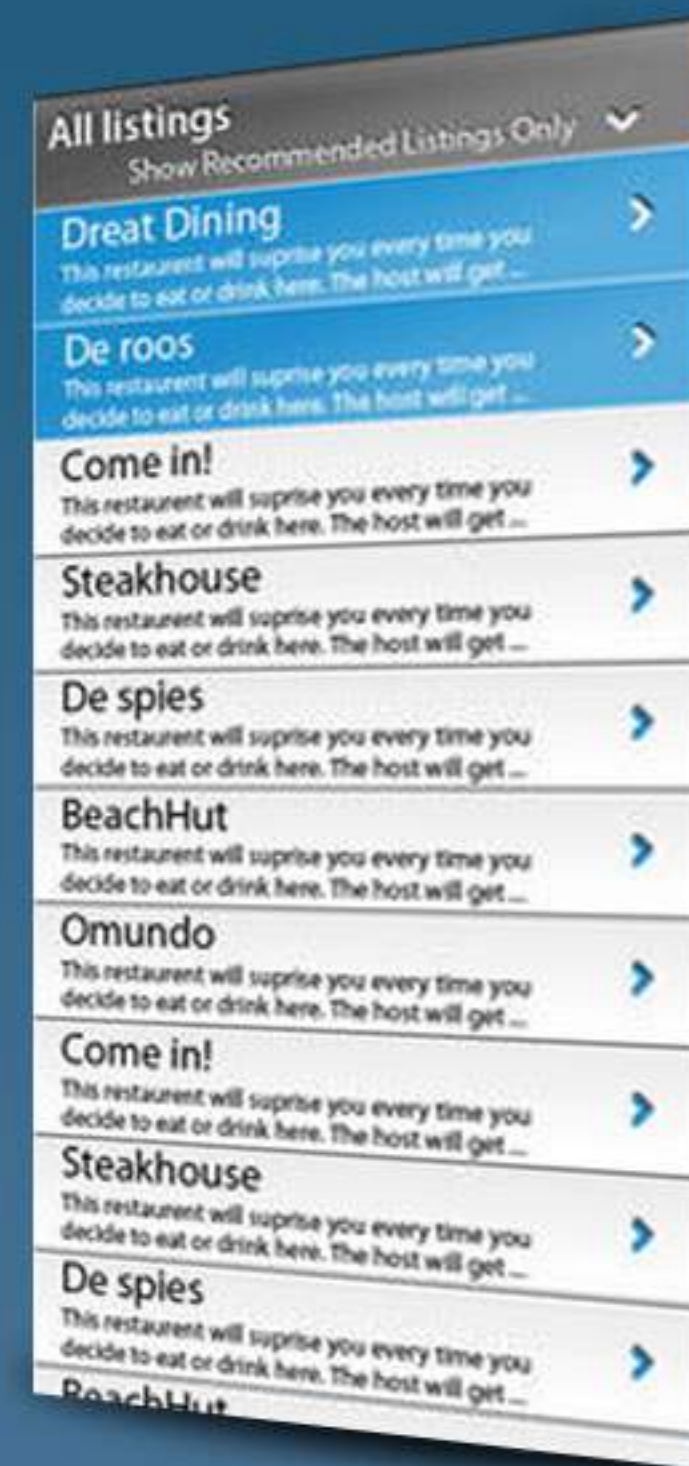 All listings
Show Recommended Listings Only
Dreat Dining
This restaurent will suprise you every time you
decide to eat or drink here. The host will get ...
De roos
This restaurent will suprise you every time you
decide to eat or drink here. The host will get ...
Come in!
This restaurent will suprise you every time you
decide to eat or drink here. The host will get ...
Steakhouse
This restaurent will suprise you every time you
decide to eat or drink here. The host will get ...
De spies
This restaurent will suprise you every time you
decide to eat or drink here. The host will get ...
BeachHut
This restaurent will suprise you every time you
decide to eat or drink here. The host will get ...
Omundo
This restaurent will suprise you every time you
decide to eat or drink here. The host will get ...
Come in!
This restaurent will suprise you every time you
decide to eat or drink here. The host will get ...
Steakhouse
This restaurent will suprise you every time you
decide to eat or drink here. The host will get ...
De spies
This restaurent will suprise you every time you
decide to eat or drink here. The host will get ...
BeachHut